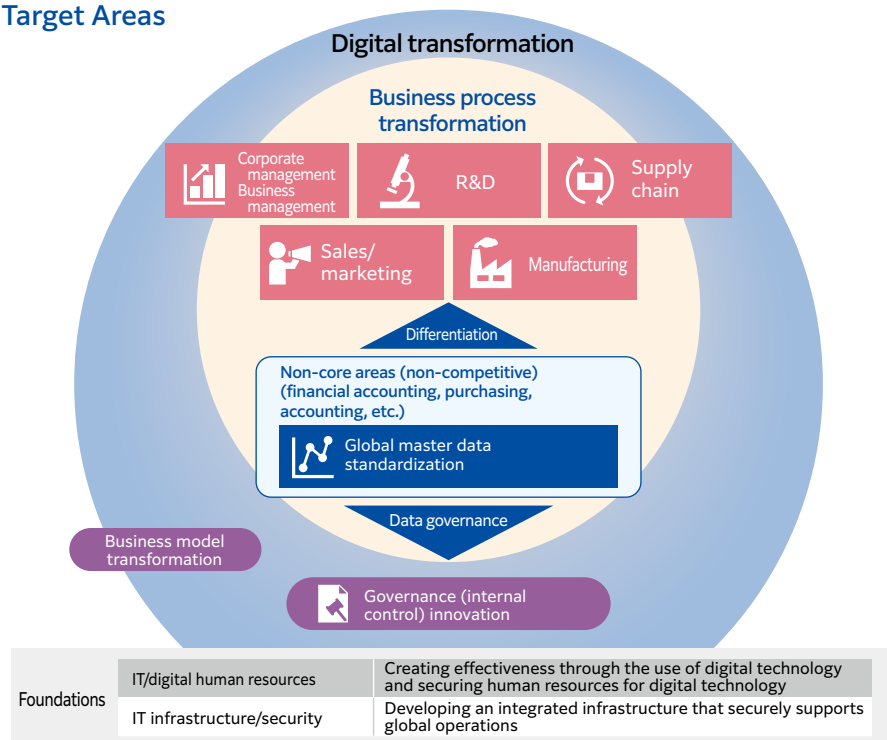 Target Areas
Digital transformation
Business process
transformation
Corporate
management
Business
management
R&D
Supply
chain
Sales/
marketing
Manufacturing
Differentiation
Non-core areas (non-competitive)
(financial accounting, purchasing,
accounting, etc.)
Global master data
standardization
Data governance
Business model
transformation
Governance (internal
control) innovation
Foundations
IT/digital human resources
Creating effectiveness through the use of digital technology
and securing human resources for digital technology
IT infrastructure/security
Developing an integrated infrastructure that securely supports
global operations